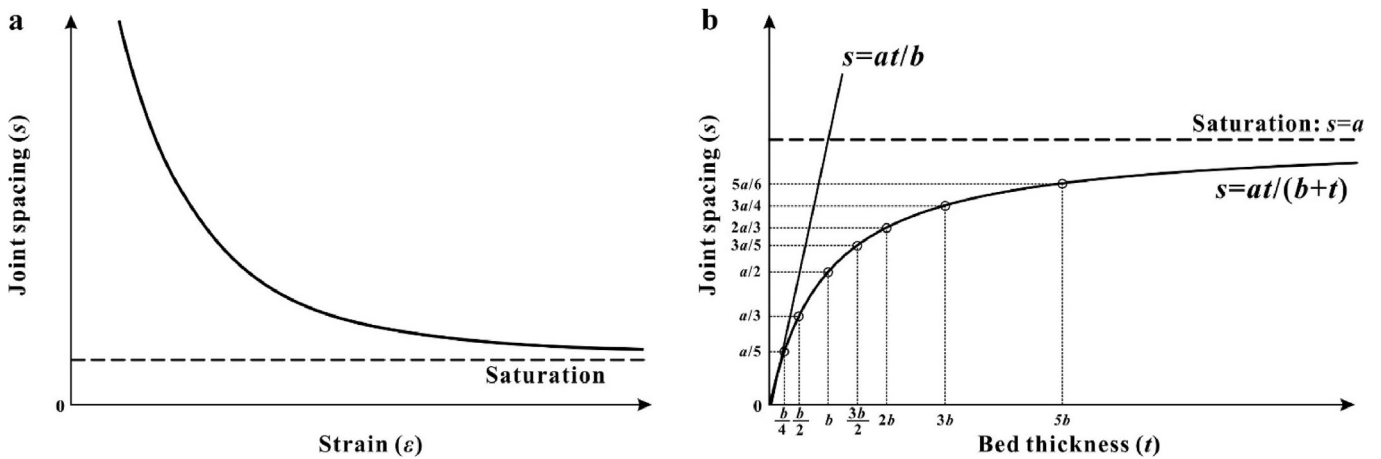 a
Joint spacing (s)
Saturation
0
Strain (ε)
b
Joint spacing (s)
s=at/b
Saturation: s=a
s=at/(b+t)
5a/6
3a/4
2a/3
3a/5
a/2
a/3
a/5
0
b/4 b/2 b 3b/2 2b 3b 5b
Bed thickness (t)